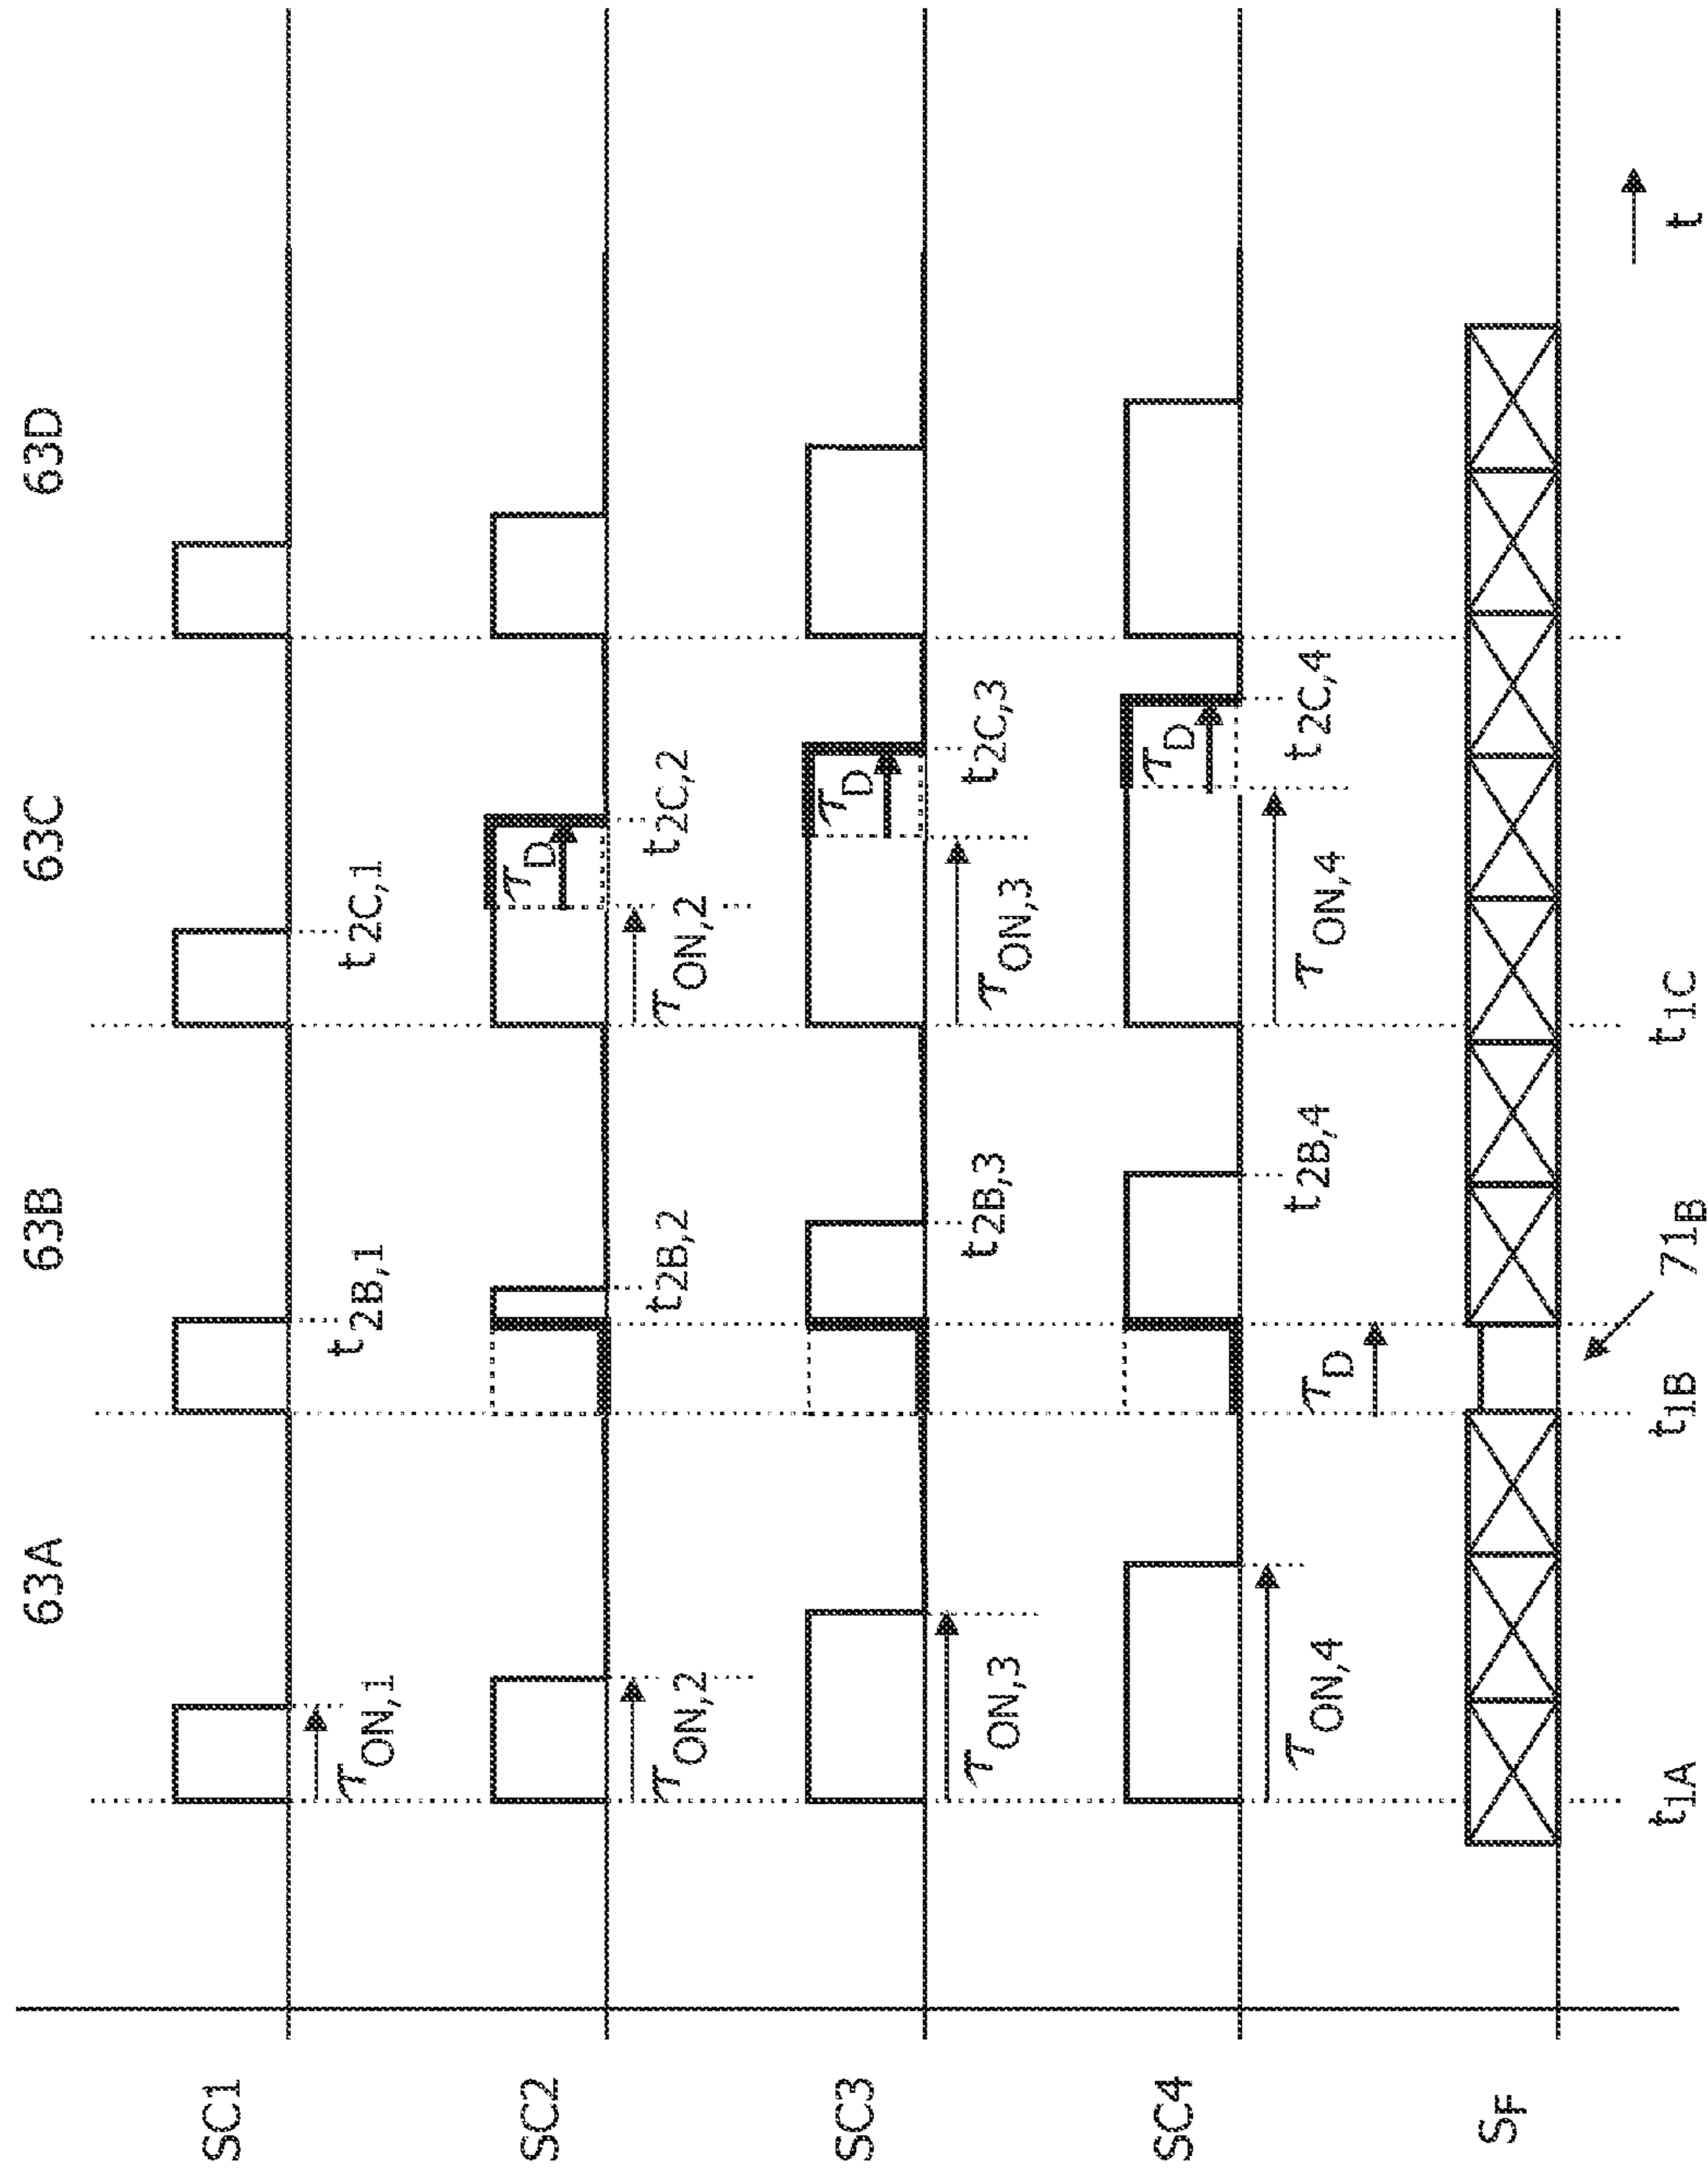 63A
63B
63C
63D
SC1
τON,1
t2B,1
t2C,1
SC2
τON,2
t2B,2
τON,2
τD
t2C,2
SC3
τON,3
t2B,3
τON,3
τD
t2C,3
SC4
τON,4
t2B,4
τON,4
τD
t2C,4
τD
SF
t1A
t1B
71B
t1C
t